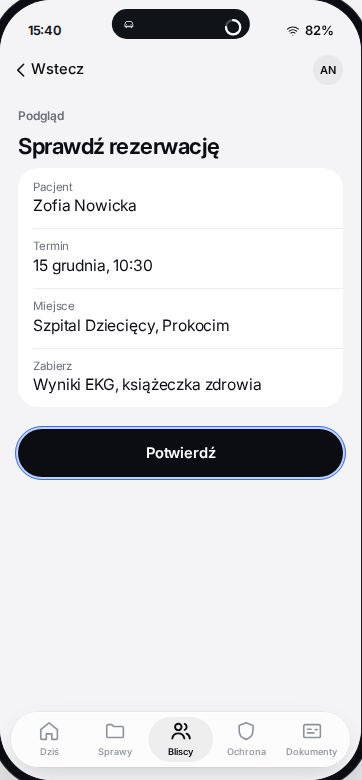 15:40
82%
Wstecz
AN
Podgląd
Sprawdź rezerwację
Pacjent
Zofia Nowicka
Termin
15 grudnia, 10:30
Miejsce
Szpital Dziecięcy, Prokocim
Zabierz
Wyniki EKG, książeczka zdrowia
Potwierdź
Dziś
Sprawy
Bliscy
Ochrona
Dokumenty